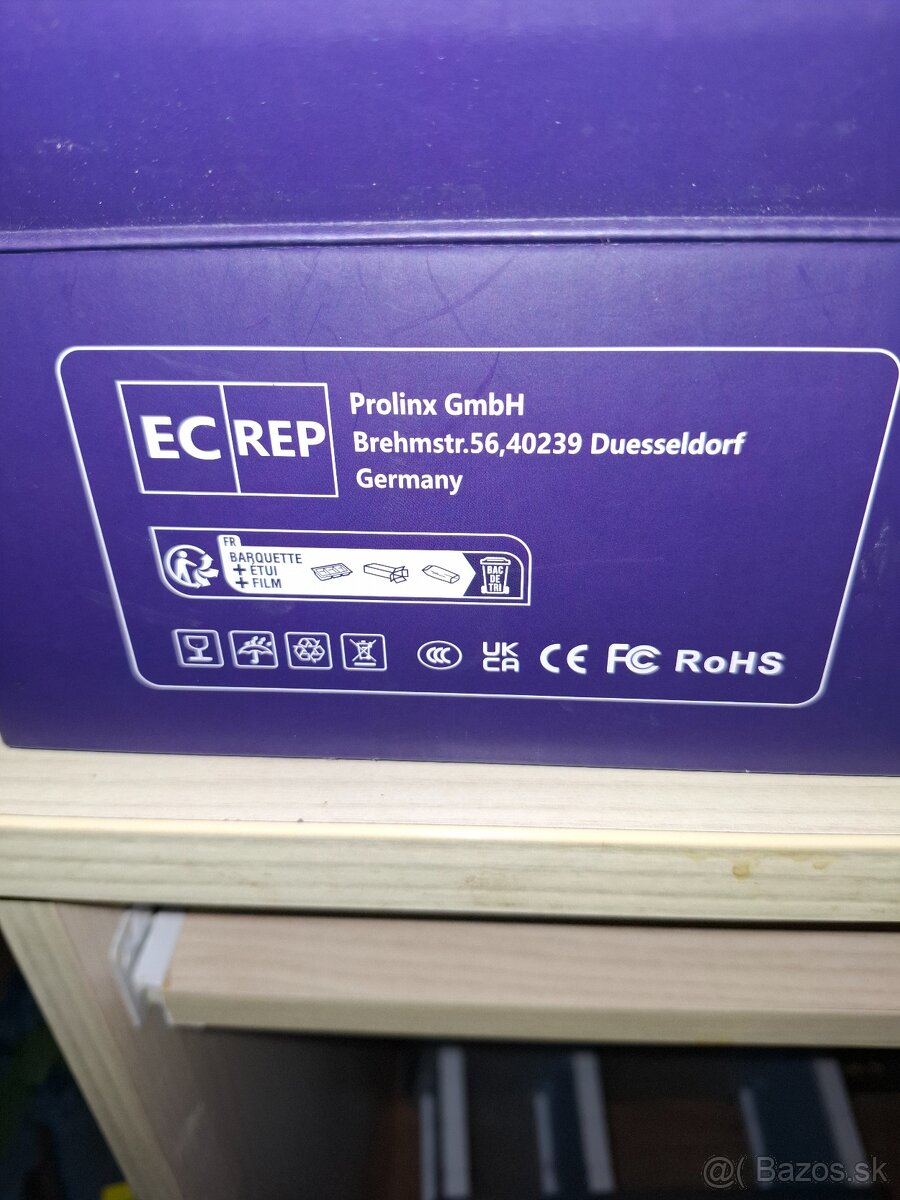 EC REP
Prolinx GmbH
Brehmstr.56,40239 Duesseldorf
Germany
FR
BARQUETTE
+ ÉTUI
+ FILM
BAC
DE
TRI
CCC
UK
CA
CE
FC
RoHS
@( Bazos.sk